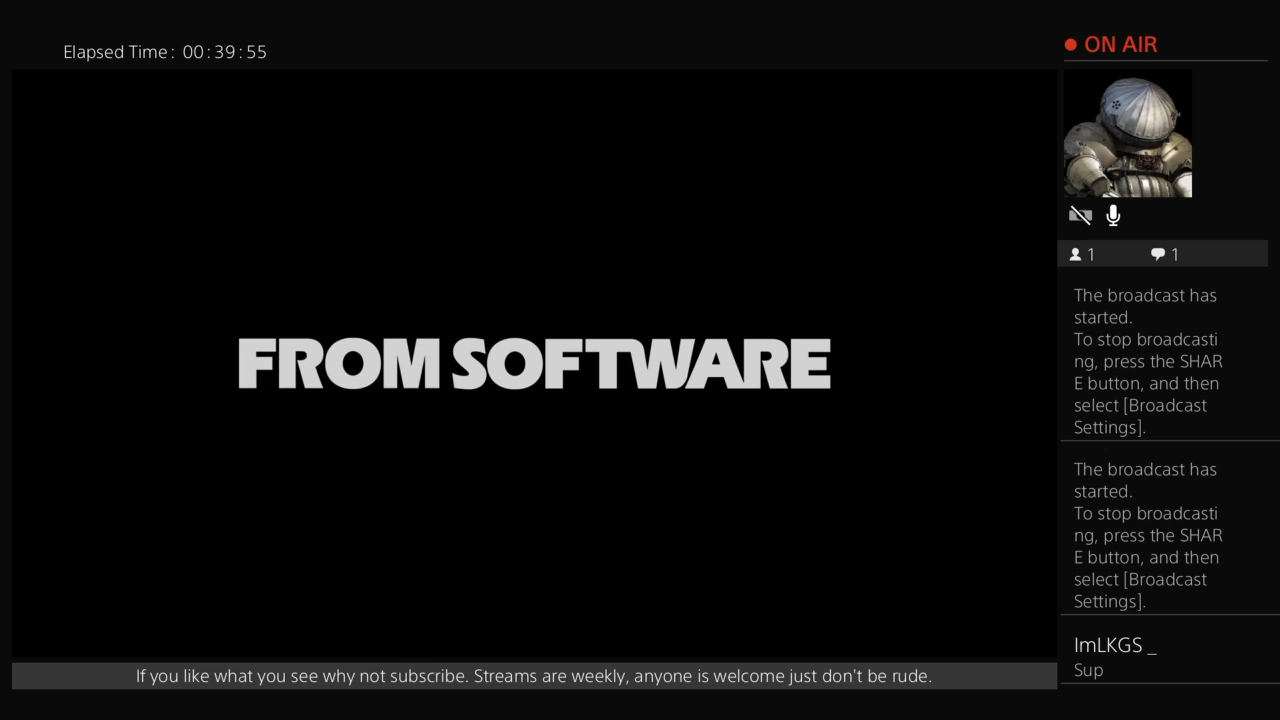 Elapsed Time: 00:39:55
ON AIR
FROM SOFTWARE
1 1
The broadcast has
started.
To stop broadcasti
ng, press the SHAR
E button, and then
select [Broadcast
Settings].
The broadcast has
started.
To stop broadcasti
ng, press the SHAR
E button, and then
select [Broadcast
Settings].
ImLKGS _
Sup
If you like what you see why not subscribe. Streams are weekly, anyone is welcome just don't be rude.